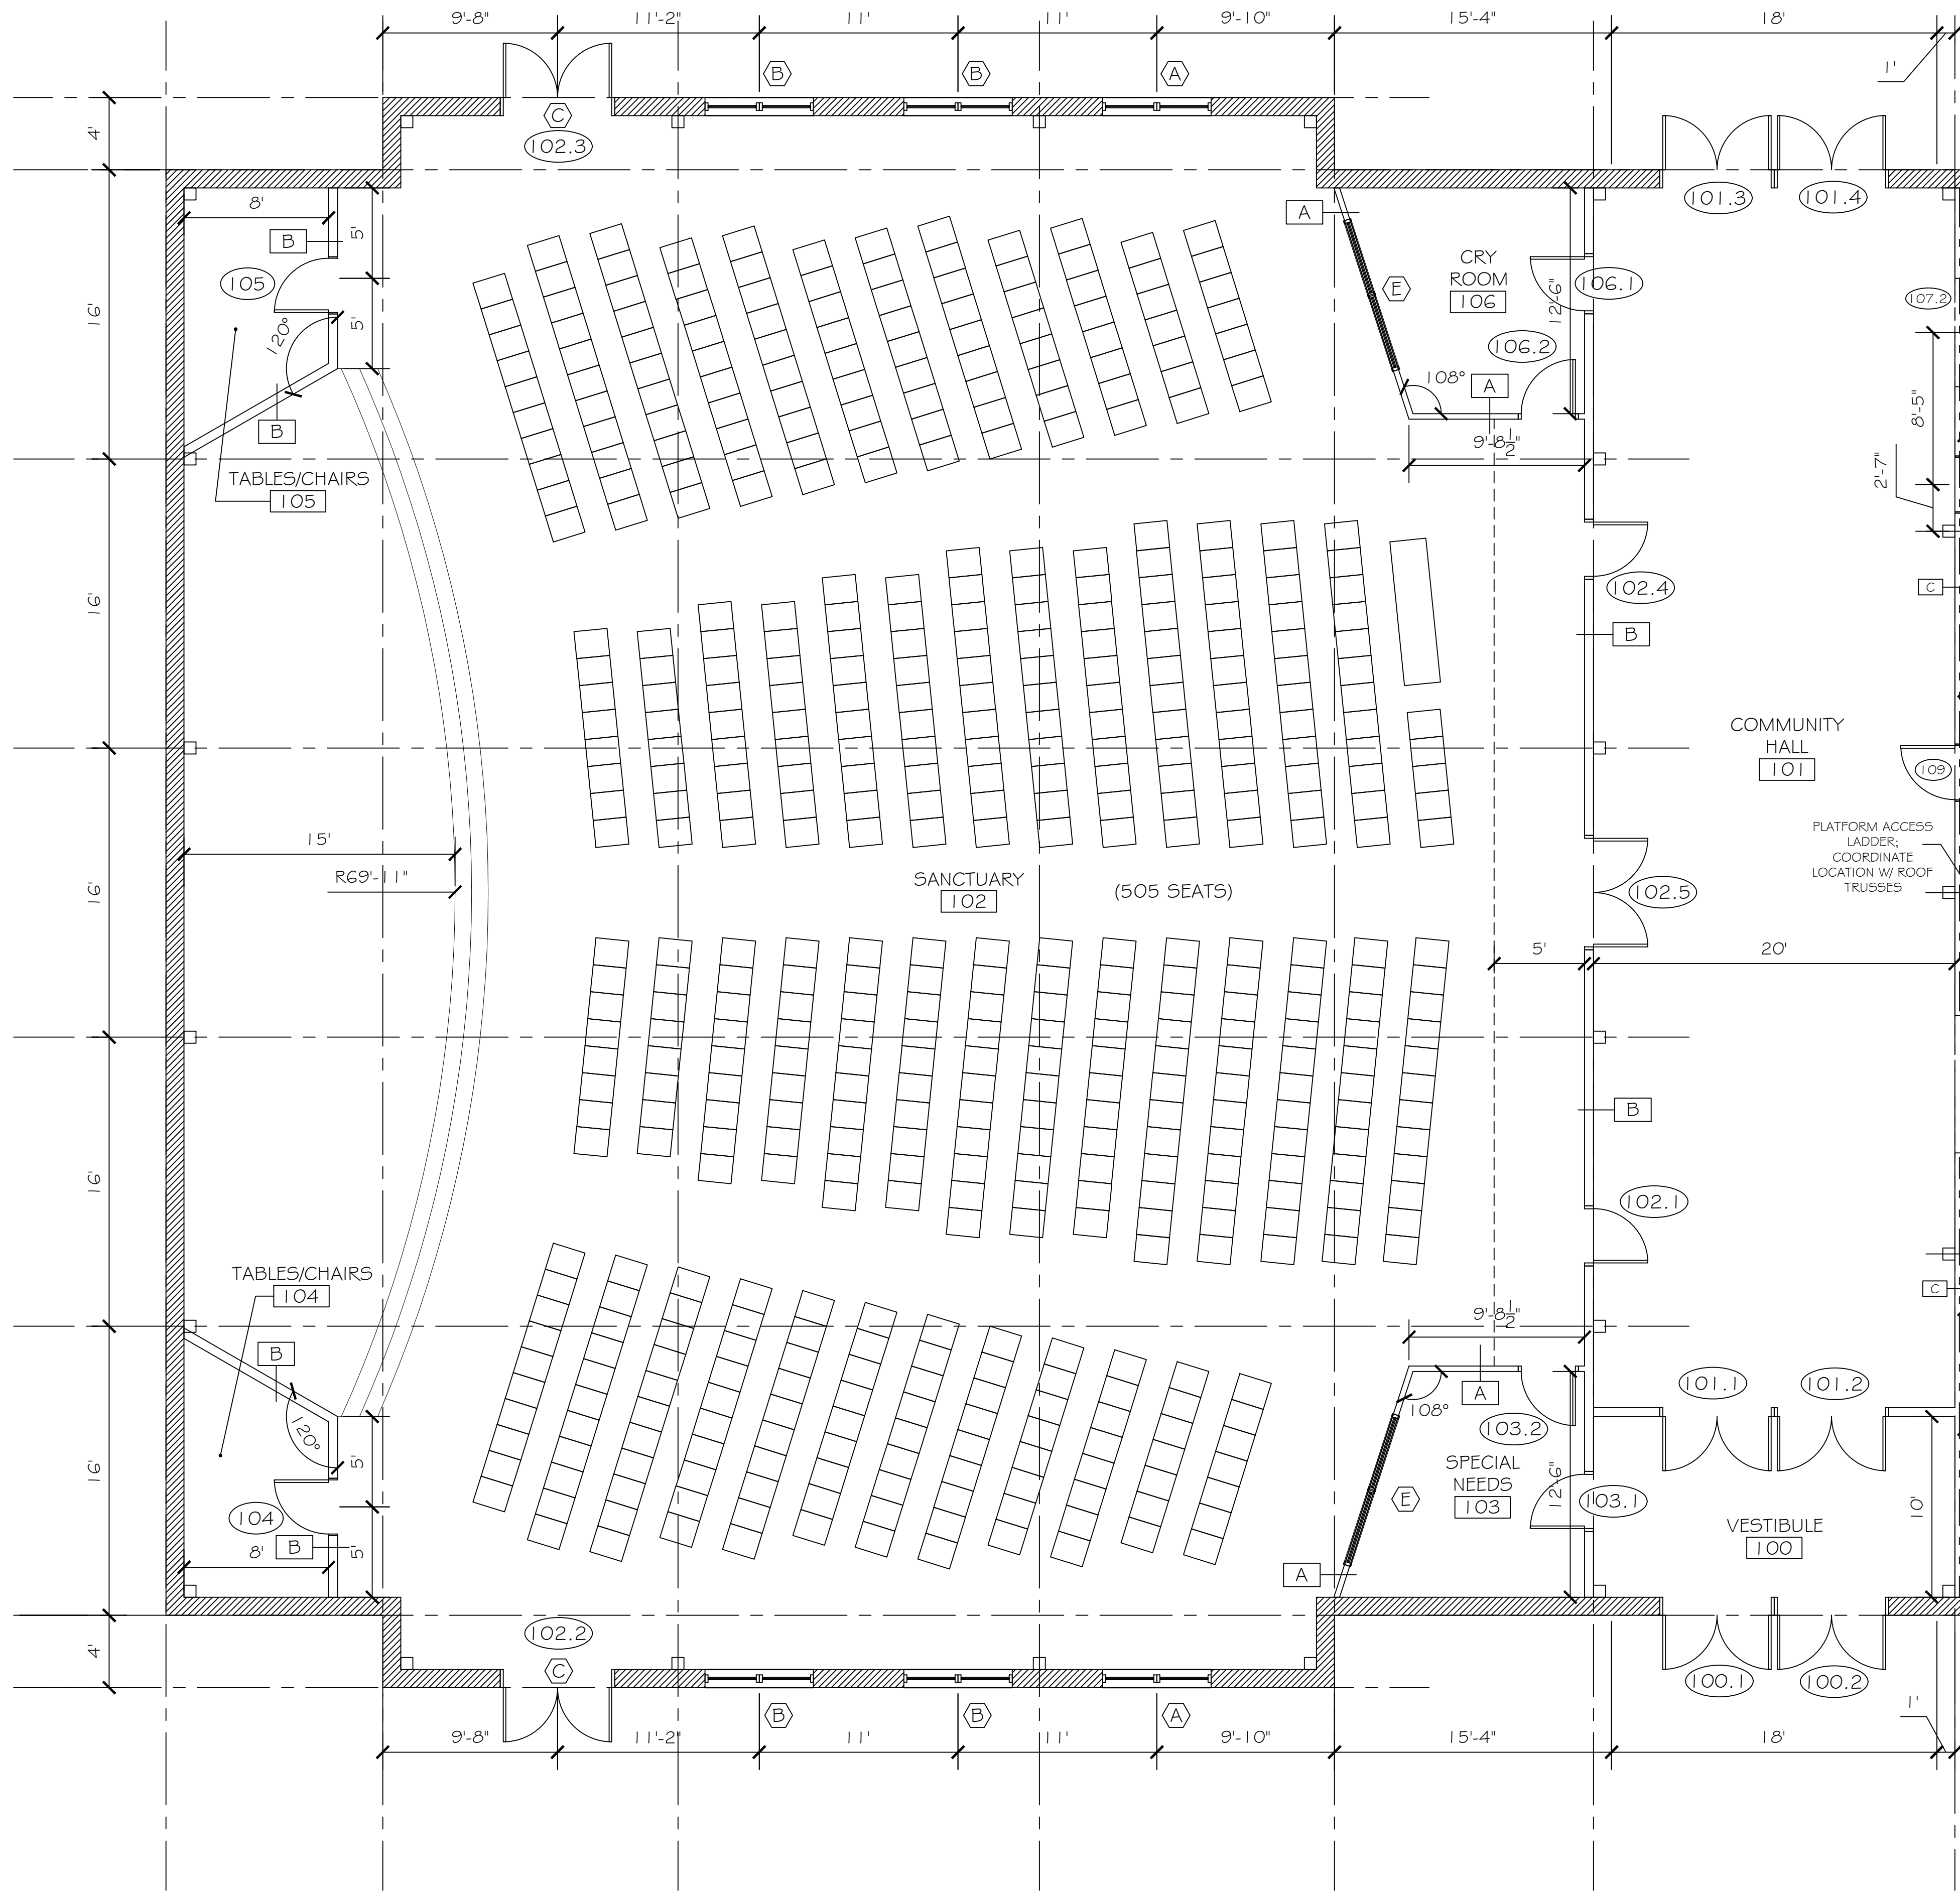 9'-8" 11'-2" 11' 11' 9'-10" 15'-4" 18'
1'
B B A
C
102.3
4'
101.3 101.4
8' A
B 5'
CRY
ROOM
106
E
105 106.1
107.2
16' 12'-6"
120° 5'
106.2
108° A
8'-5"
B
9'-8½"
2'-7"
TABLES/CHAIRS
105
102.4
C
16'
B
COMMUNITY
HALL
101
109
PLATFORM ACCESS
LADDER;
COORDINATE
LOCATION W/ ROOF
TRUSSES
15'
R69'-11"
SANCTUARY
102
(505 SEATS)
102.5
16'
5' 20'
B
16'
102.1
TABLES/CHAIRS
104
C
9'-8½"
B
A
101.1 101.2
108°
120°
103.2
16' 5'
SPECIAL
NEEDS
103
12'-6"
E
103.1
104
10'
VESTIBULE
100
B
8' 5'
A
102.2
4'
C
100.1 100.2
1'
B B A
9'-8" 11'-2" 11' 11' 9'-10" 15'-4" 18'